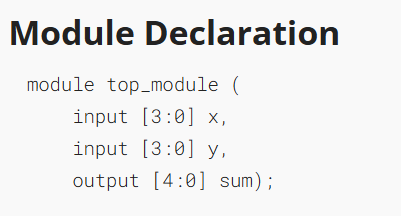 Module Declaration
module top_module (
input [3:0] x,
input [3:0] y,
output [4:0] sum);